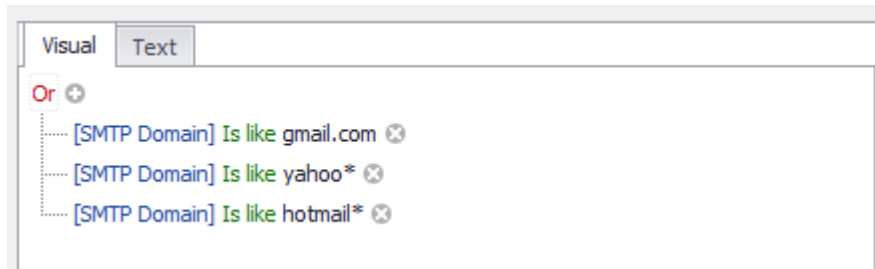 Visual Text
Or
[SMTP Domain] Is like gmail.com
[SMTP Domain] Is like yahoo*
[SMTP Domain] Is like hotmail*